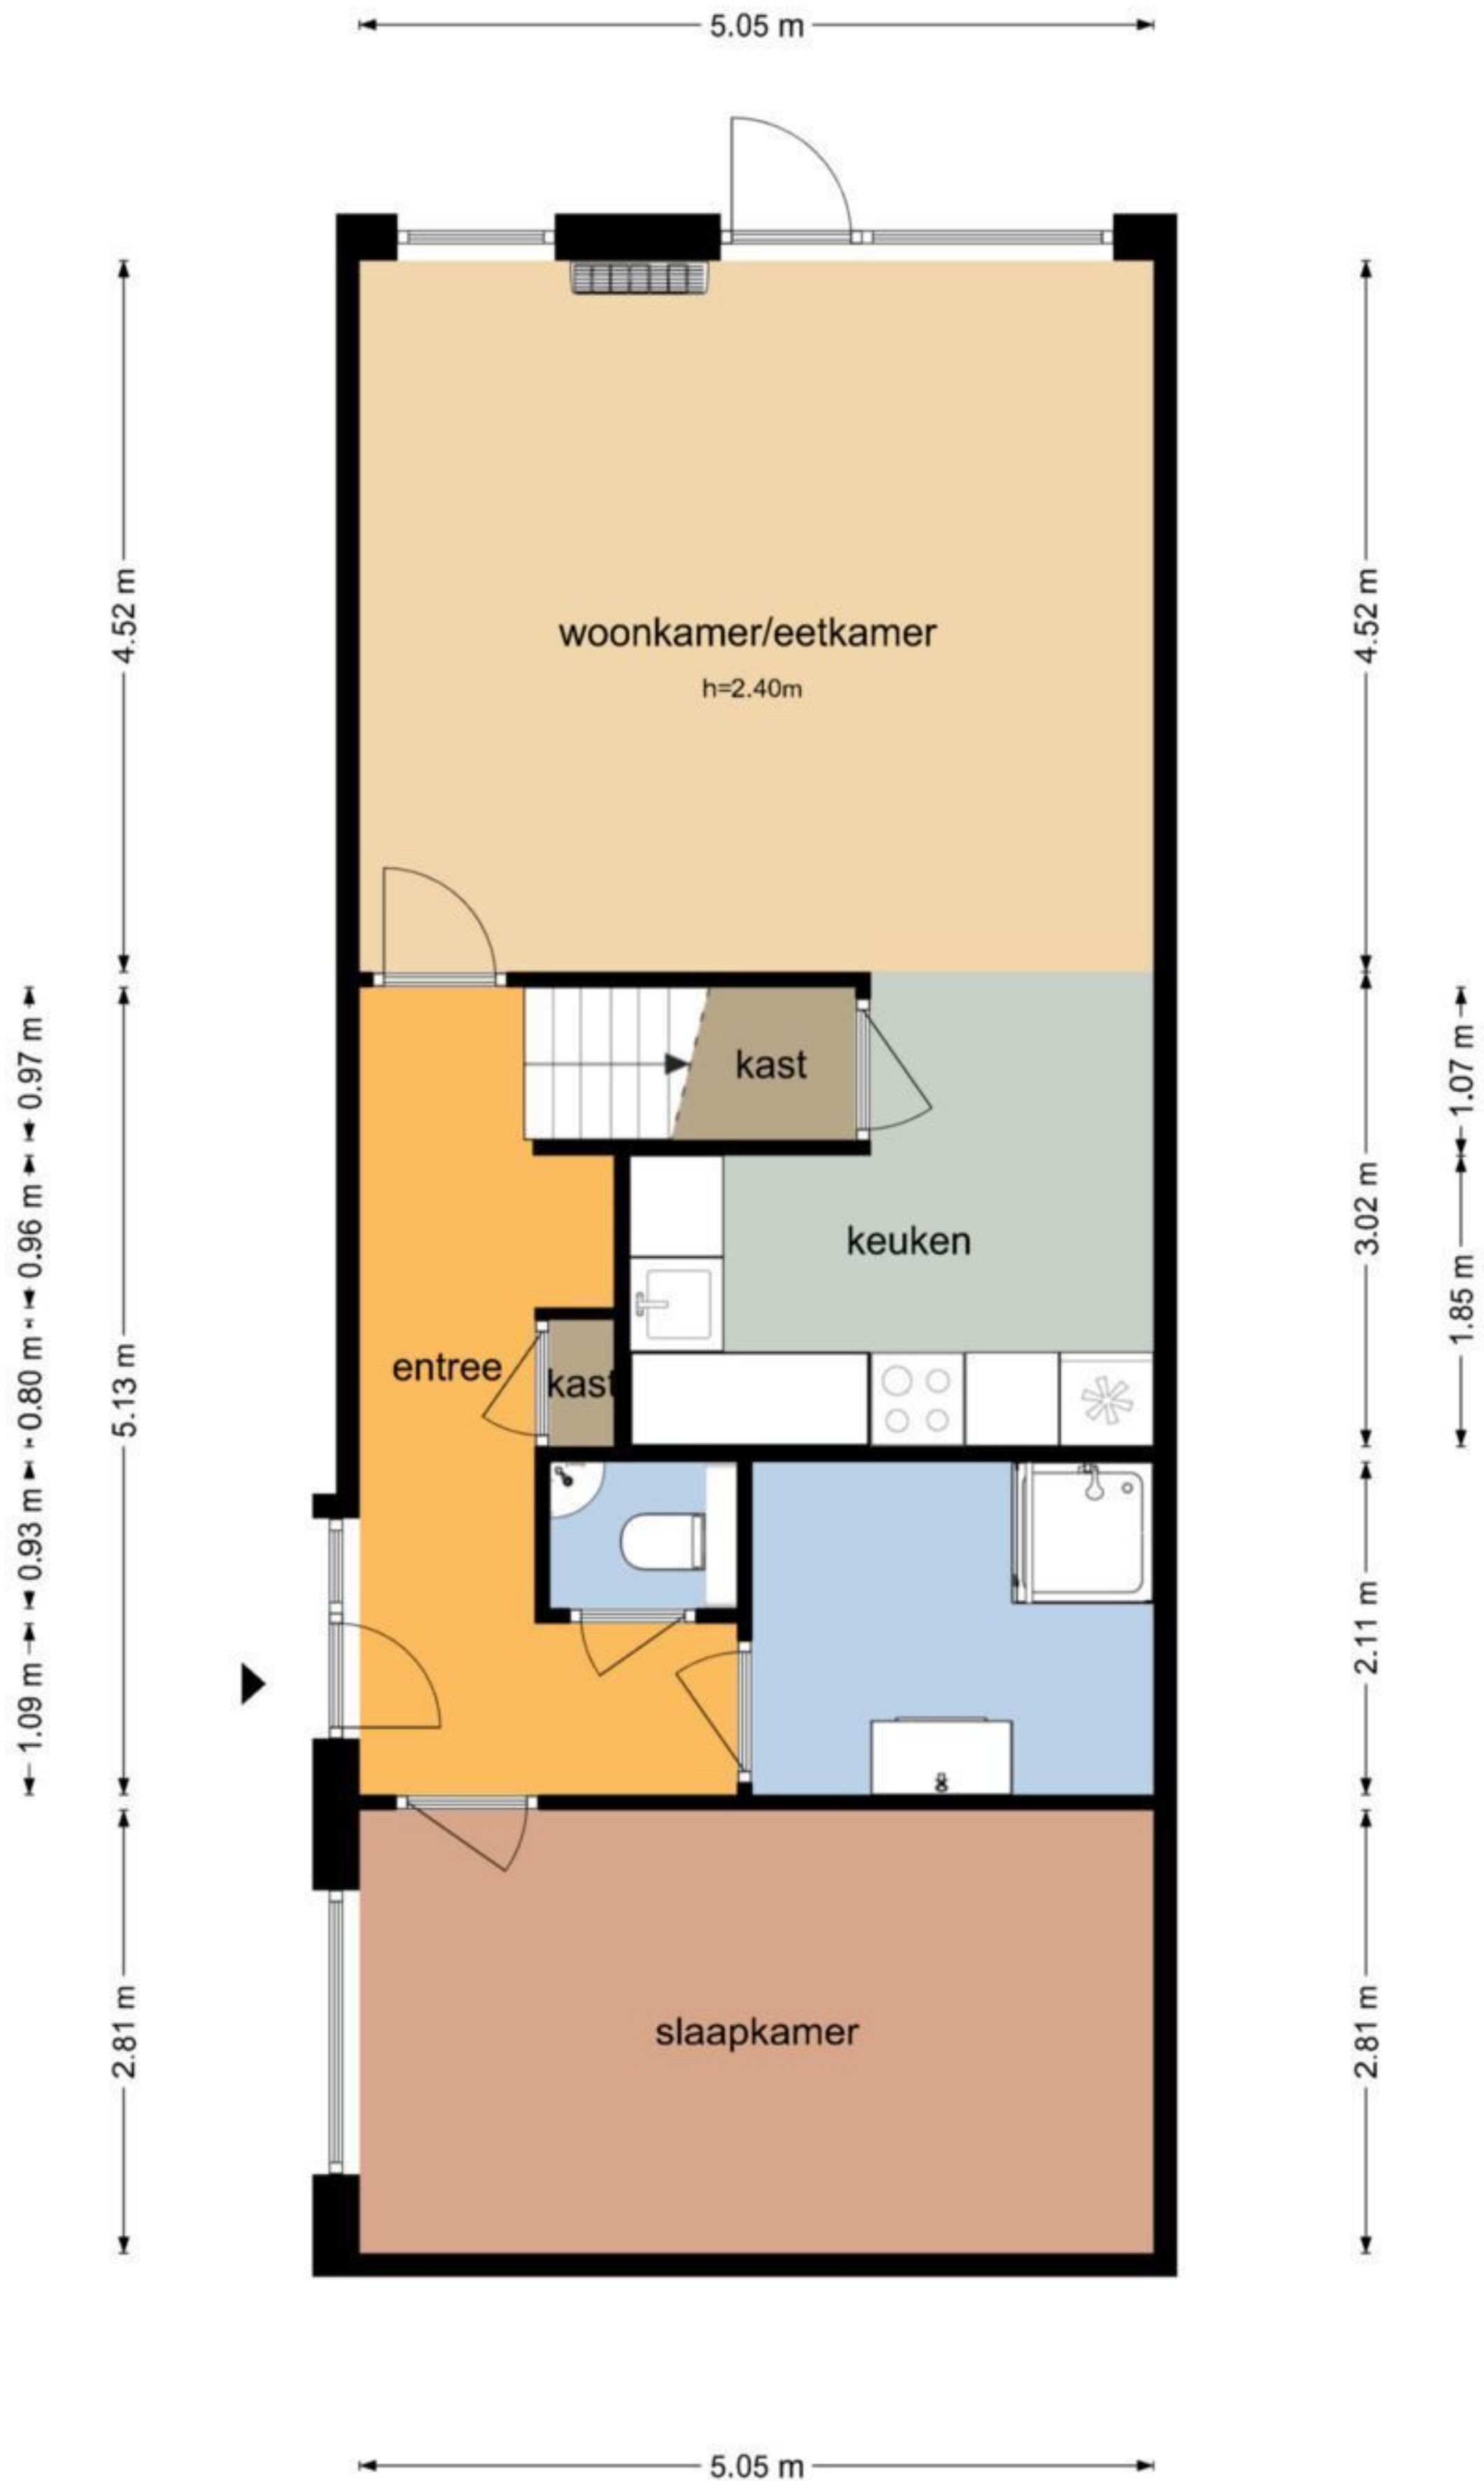 5.05 m
4.52 m
4.52 m
woonkamer/eetkamer
h=2.40m
0.97 m
kast
1.07 m
0.96 m
3.02 m
keuken
1.85 m
0.80 m
5.13 m
entree
kast
0.93 m
2.11 m
1.09 m
2.81 m
2.81 m
slaapkamer
5.05 m